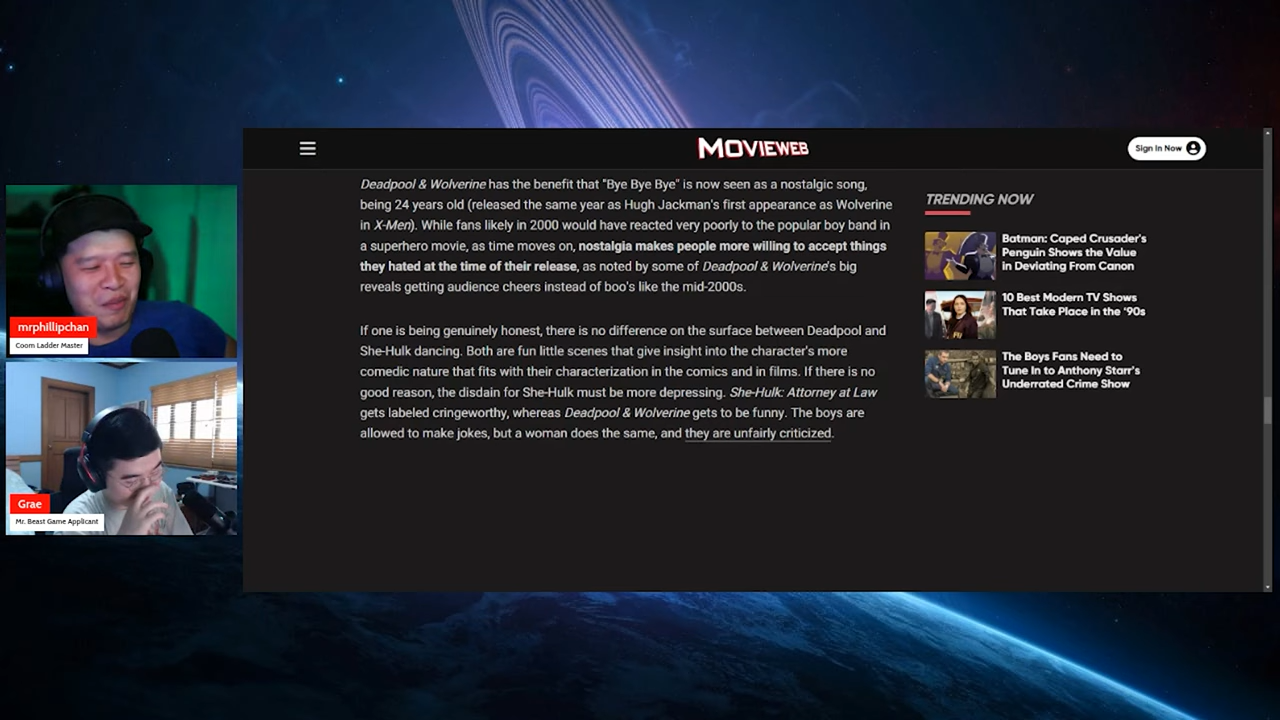 MOVIEWEB
Sign In Now
Deadpool & Wolverine has the benefit that "Bye Bye Bye" is now seen as a nostalgic song,
being 24 years old (released the same year as Hugh Jackman's first appearance as Wolverine
in X-Men). While fans likely in 2000 would have reacted very poorly to the popular boy band in
a superhero movie, as time moves on, nostalgia makes people more willing to accept things
they hated at the time of their release, as noted by some of Deadpool & Wolverine's big
reveals getting audience cheers instead of boo's like the mid-2000s.
If one is being genuinely honest, there is no difference on the surface between Deadpool and
She-Hulk dancing. Both are fun little scenes that give insight into the character's more
comedic nature that fits with their characterization in the comics and in films. If there is no
good reason, the disdain for She-Hulk must be more depressing. She-Hulk: Attorney at Law
gets labeled cringeworthy, whereas Deadpool & Wolverine gets to be funny. The boys are
allowed to make jokes, but a woman does the same, and they are unfairly criticized.
TRENDING NOW
Batman: Caped Crusader's
Penguin Shows the Value
in Deviating From Canon
10 Best Modern TV Shows
That Take Place in the '90s
The Boys Fans Need to
Tune In to Anthony Starr's
Underrated Crime Show
mrphillipchan
Coom Ladder Master
Grae
Mr. Beast Game Applicant